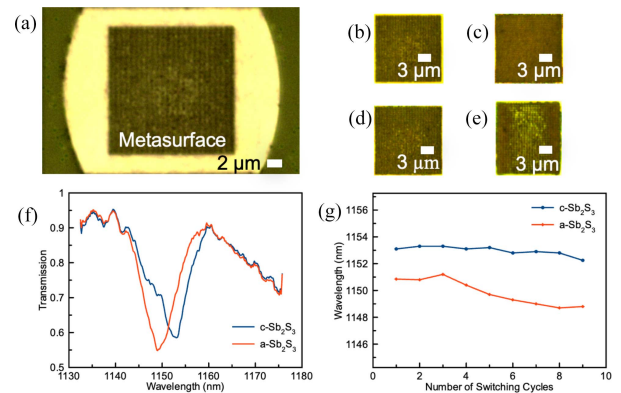 (a)
Metasurface
2 µm
(b)
3 µm
(c)
3 µm
(d)
3 µm
(e)
3 µm
(f)
1
0.9
0.8
0.7
0.6
0.5
Transmission
c-Sb₂S₃
a-Sb₂S₃
1130 1140 1150 1160 1170 1180
Wavelength (nm)
(g)
1156
1154
1152
1150
1148
1146
Wavelength (nm)
c-Sb₂S₃
a-Sb₂S₃
0 2 4 6 8 10
Number of Switching Cycles